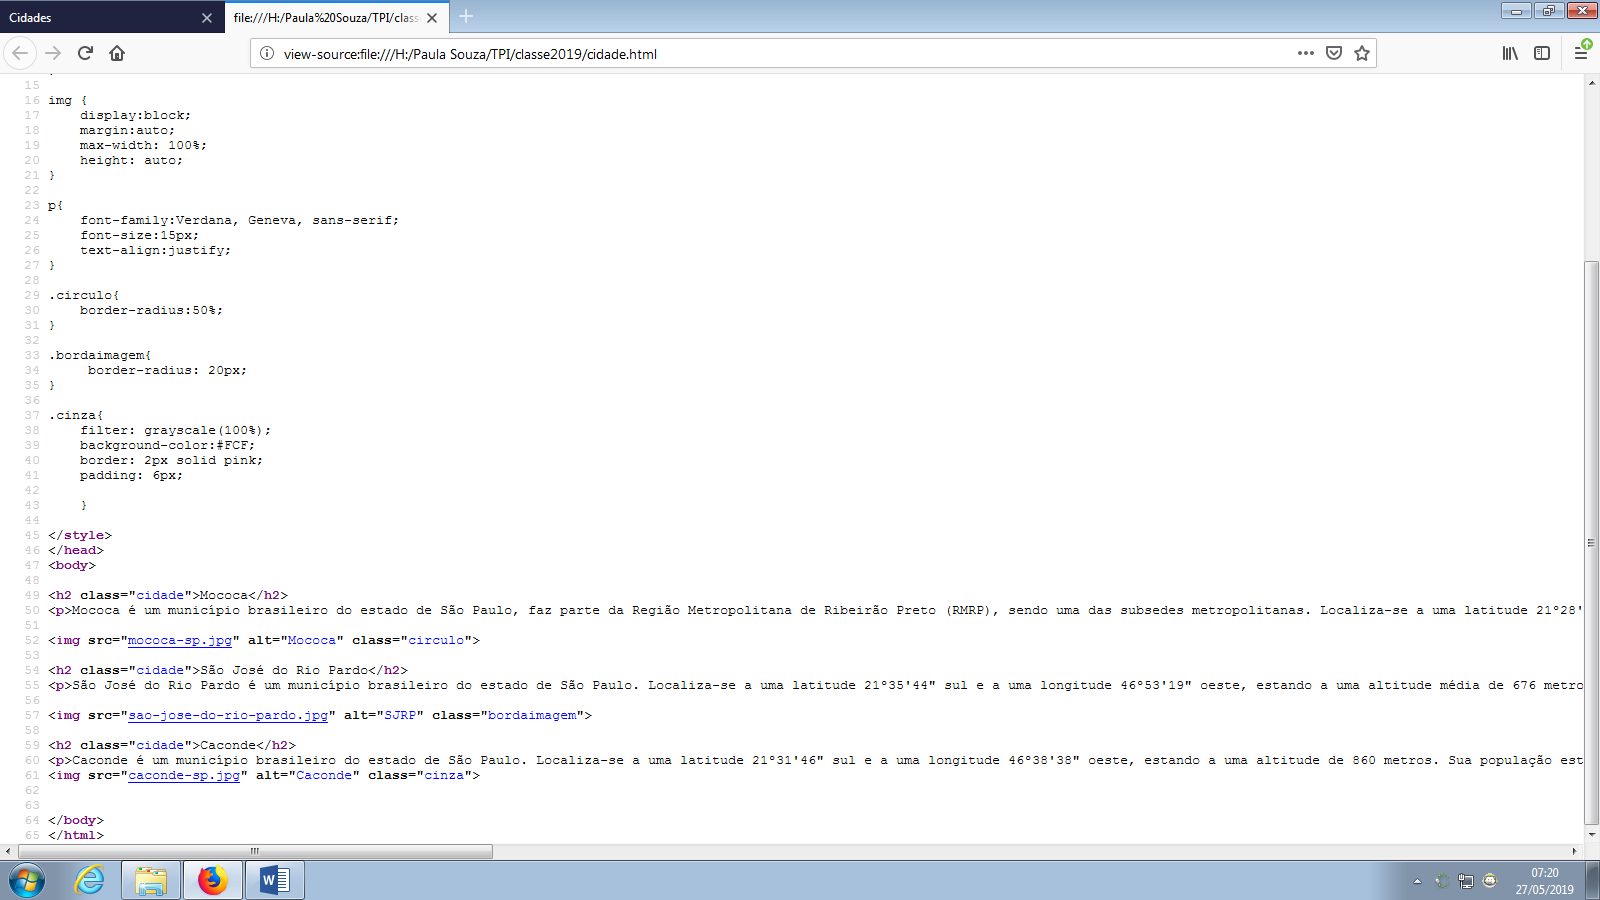 Cidades
file:///H:/Paula%20Souza/TPI/class
view-source:file:///H:/Paula Souza/TPI/classe2019/cidade.html
15
16 img {
17     display:block;
18     margin:auto;
19     max-width: 100%;
20     height: auto;
21 }
22
23 p{
24     font-family:Verdana, Geneva, sans-serif;
25     font-size:15px;
26     text-align:justify;
27 }
28
29 .circulo{
30     border-radius:50%;
31 }
32
33 .bordaimagem{
34      border-radius: 20px;
35 }
36
37 .cinza{
38     filter: grayscale(100%);
39     background-color:#FCF;
40     border: 2px solid pink;
41     padding: 6px;
42
43     }
44
45 </style>
46 </head>
47 <body>
48
49 <h2 class="cidade">Mococa</h2>
50 <p>Mococa é um município brasileiro do estado de São Paulo, faz parte da Região Metropolitana de Ribeirão Preto (RMRP), sendo uma das subsedes metropolitanas. Localiza-se a uma latitude 21°28'
51
52 <img src="mococa-sp.jpg" alt="Mococa" class="circulo">
53
54 <h2 class="cidade">São José do Rio Pardo</h2>
55 <p>São José do Rio Pardo é um município brasileiro do estado de São Paulo. Localiza-se a uma latitude 21°35'44" sul e a uma longitude 46°53'19" oeste, estando a uma altitude média de 676 metro
56
57 <img src="sao-jose-do-rio-pardo.jpg" alt="SJRP" class="bordaimagem">
58
59 <h2 class="cidade">Caconde</h2>
60 <p>Caconde é um município brasileiro do estado de São Paulo. Localiza-se a uma latitude 21°31'46" sul e a uma longitude 46°38'38" oeste, estando a uma altitude de 860 metros. Sua população est
61 <img src="caconde-sp.jpg" alt="Caconde" class="cinza">
62
63
64 </body>
65 </html>
07:20
27/05/2019